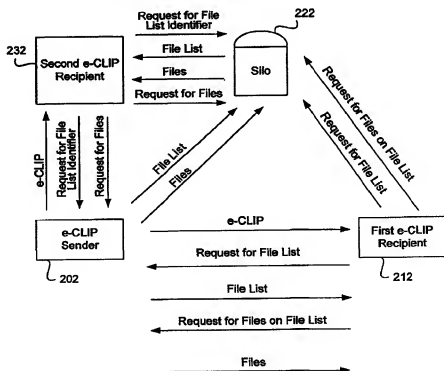 222
232
Request for File
List Identifier
File List
Files
Request for Files
Second e-CLIP
Recipient
Silo
Request for Files on File List
Request for File List
e-CLIP
Request for File
List Identifier
Request for Files
File List
Files
e-CLIP
Sender
202
e-CLIP
Request for File List
File List
Request for Files on File List
Files
First e-CLIP
Recipient
212